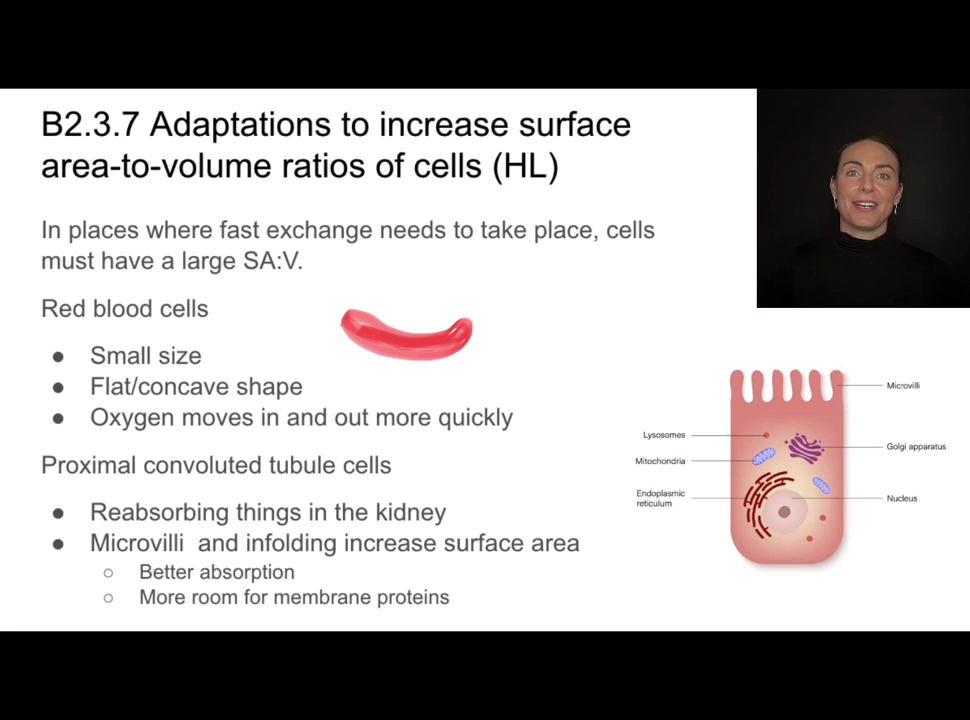 B2.3.7 Adaptations to increase surface
area-to-volume ratios of cells (HL)
In places where fast exchange needs to take place, cells
must have a large SA:V.
Red blood cells
● Small size
● Flat/concave shape
● Oxygen moves in and out more quickly
Proximal convoluted tubule cells
● Reabsorbing things in the kidney
● Microvilli and infolding increase surface area
○ Better absorption
○ More room for membrane proteins
Microvilli
Lysosomes
Golgi apparatus
Mitochondria
Endoplasmic
reticulum
Nucleus